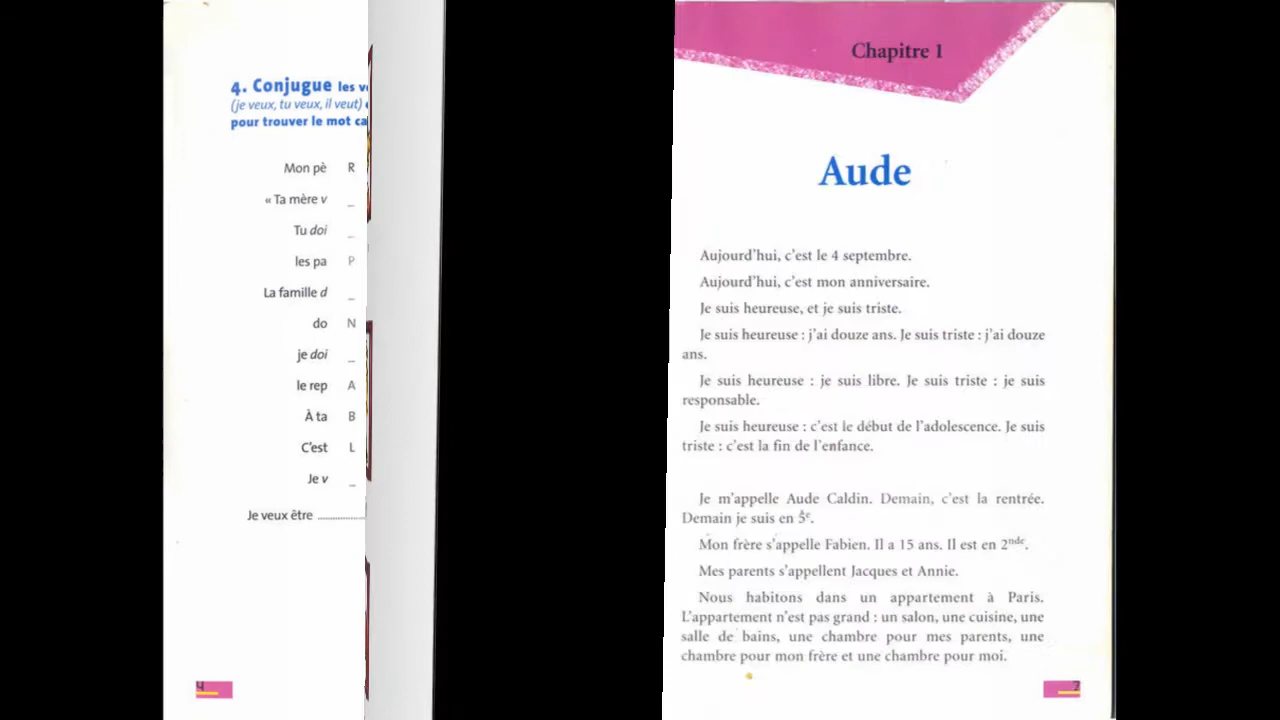 4. Conjugue les
(je veux, tu veux, il veut)
pour trouver le mot
Mon pè R
« Ta mère v _
Tu doi _
les pa P
La famille d _
do N
je doi _
le rep A
À ta B
C'est L
Je v _
Je veux être ..............
4
Chapitre 1
Aude
Aujourd'hui, c'est le 4 septembre.
Aujourd'hui, c'est mon anniversaire.
Je suis heureuse, et je suis triste.
Je suis heureuse : j'ai douze ans. Je suis triste : j'ai douze
ans.
Je suis heureuse : je suis libre. Je suis triste : je suis
responsable.
Je suis heureuse : c'est le début de l'adolescence. Je suis
triste : c'est la fin de l'enfance.
Je m'appelle Aude Caldin. Demain, c'est la rentrée.
Demain je suis en 5e.
Mon frère s'appelle Fabien. Il a 15 ans. Il est en 2nde.
Mes parents s'appellent Jacques et Annie.
Nous habitons dans un appartement à Paris.
L'appartement n'est pas grand : un salon, une cuisine, une
salle de bains, une chambre pour mes parents, une
chambre pour mon frère et une chambre pour moi.
7